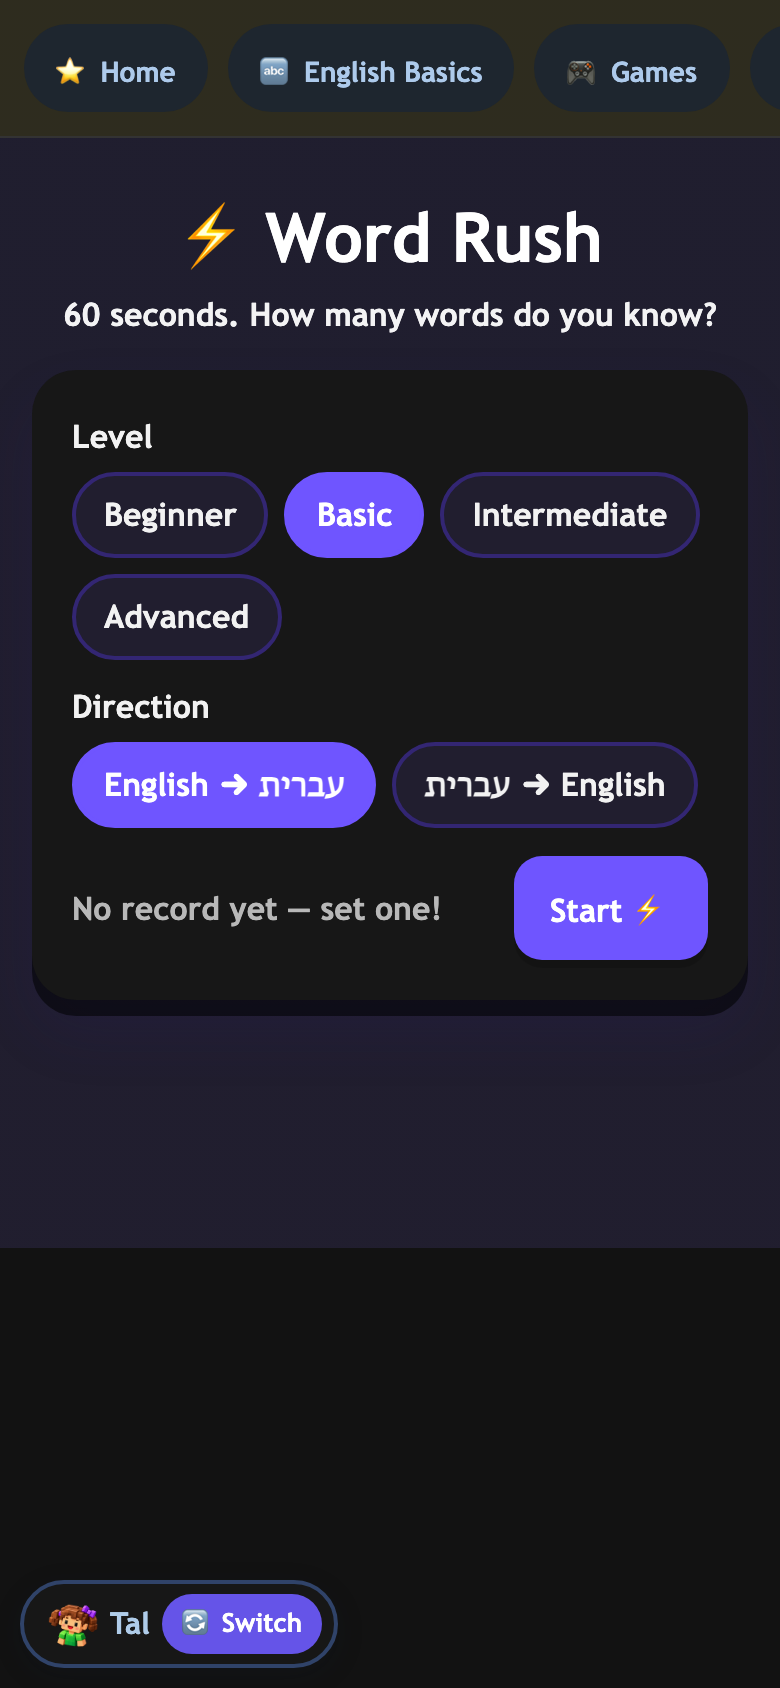 Home English Basics Games
Word Rush
60 seconds. How many words do you know?
Level
Beginner Basic Intermediate
Advanced
Direction
English ➜ עברית עברית ➜ English
No record yet — set one! Start
Tal Switch